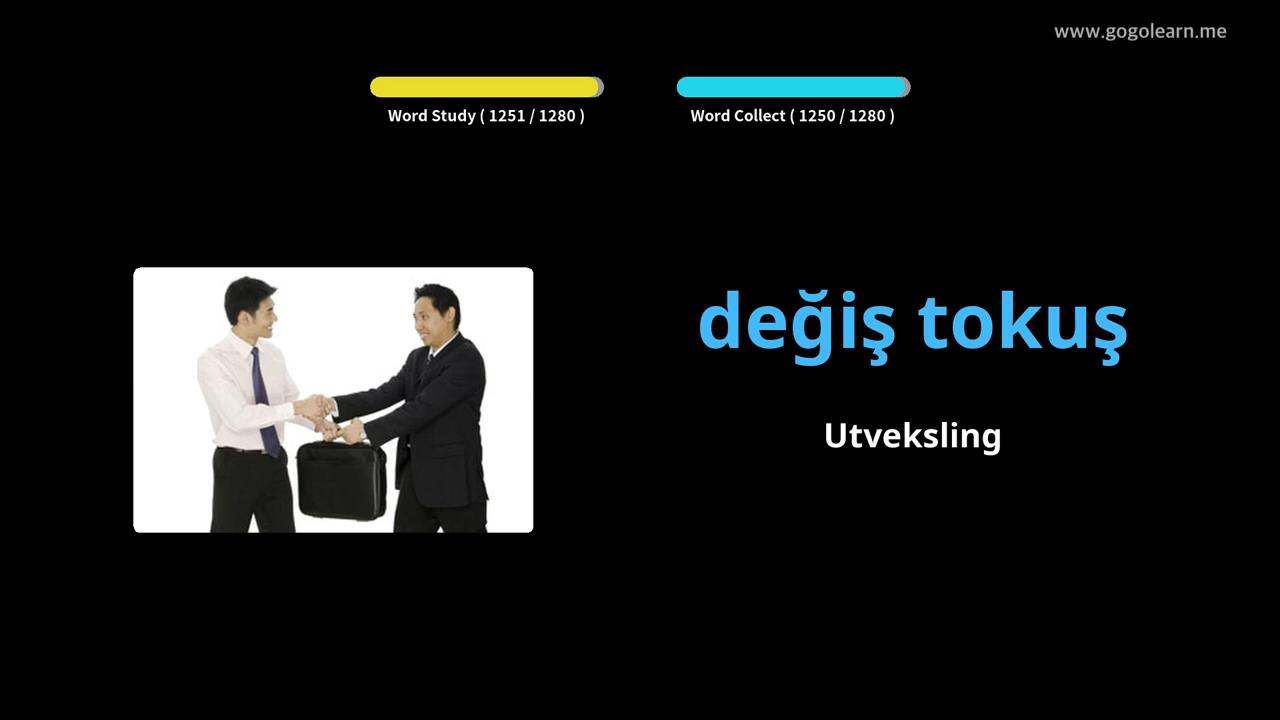 www.gogolearn.me
Word Study ( 1251 / 1280 )
Word Collect ( 1250 / 1280 )
değiş tokuş
Utveksling